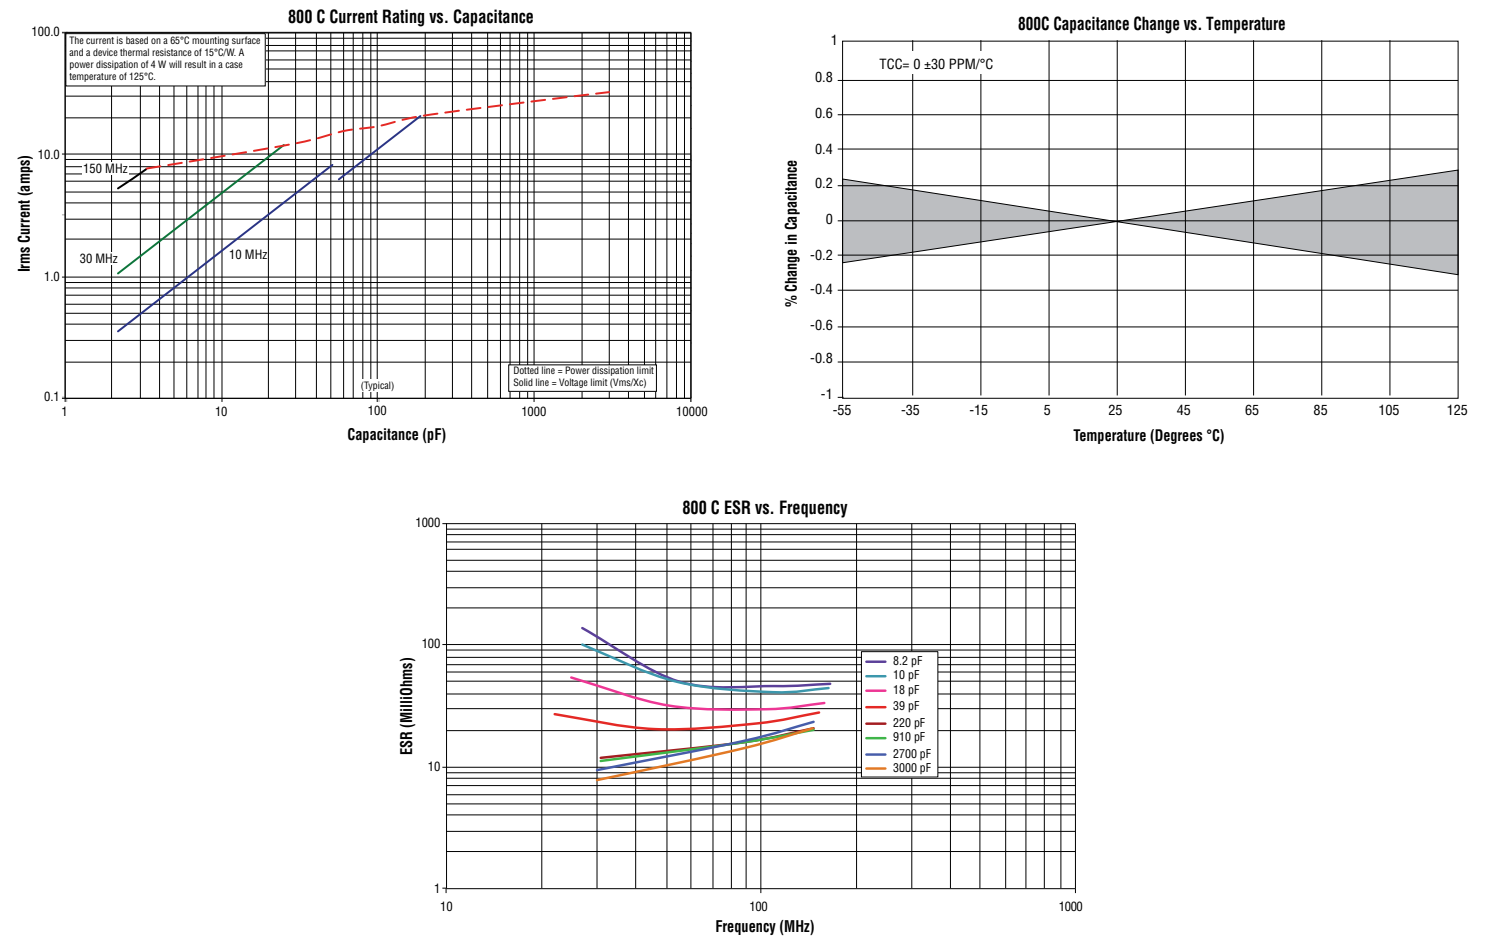 800 C Current Rating vs. Capacitance
100.0
The current is based on a 65°C mounting surface
and a device thermal resistance of 15°C/W. A
power dissipation of 4 W will result in a case
temperature of 125°C.
Irms Current (amps)
10.0
150 MHz
30 MHz
10 MHz
1.0
Dotted line = Power dissipation limit
Solid line = Voltage limit (Vms/Xc)
(Typical)
0.1
1
10
100
1000
10000
Capacitance (pF)
800C Capacitance Change vs. Temperature
TCC= 0 ±30 PPM/°C
% Change in Capacitance
1
0.8
0.6
0.4
0.2
0
-0.2
-0.4
-0.6
-0.8
-1
-55
-35
-15
5
25
45
65
85
105
125
Temperature (Degrees °C)
800 C ESR vs. Frequency
ESR (MilliOhms)
1000
100
10
1
8.2 pF
10 pF
18 pF
39 pF
220 pF
910 pF
2700 pF
3000 pF
10
100
1000
Frequency (MHz)